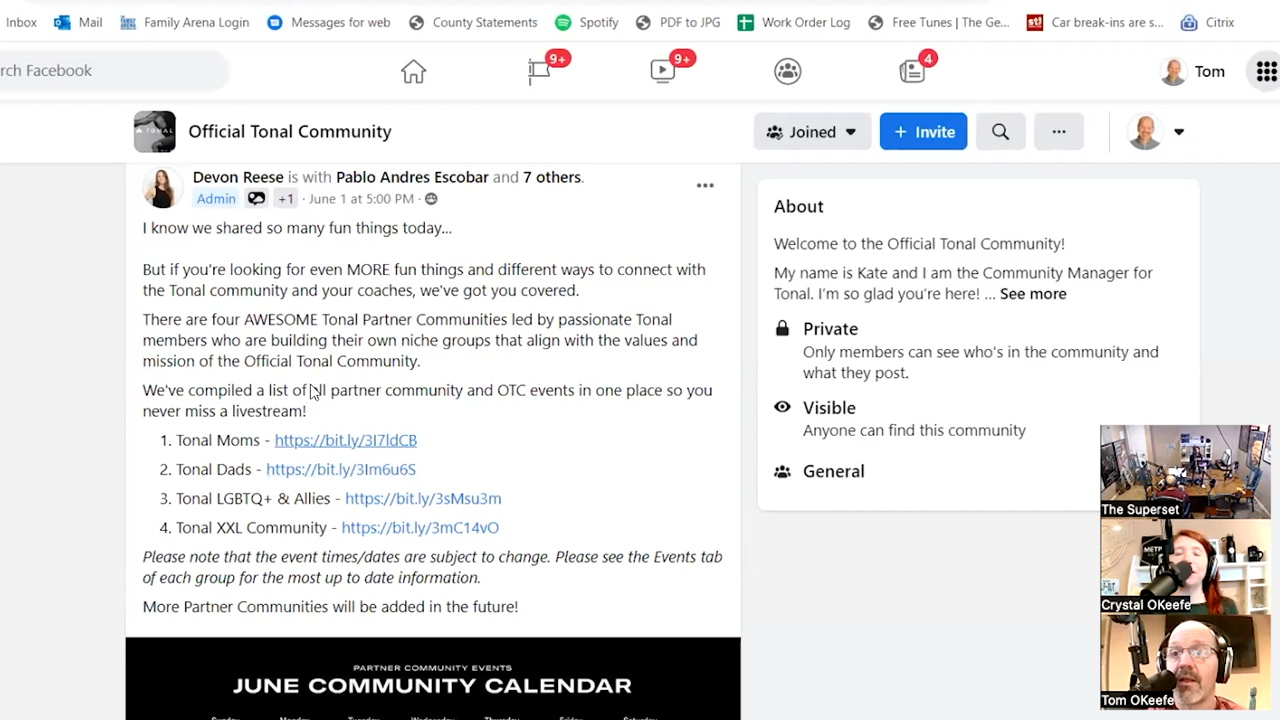 Inbox
Mail
Family Arena Login
Messages for web
County Statements
Spotify
PDF to JPG
Work Order Log
Free Tunes | The Ge...
Car break-ins are s...
Citrix
rch Facebook
9+
9+
4
Tom
Official Tonal Community
Joined
+ Invite
Devon Reese is with Pablo Andres Escobar and 7 others.
Admin +1 · June 1 at 5:00 PM ·
I know we shared so many fun things today...
But if you're looking for even MORE fun things and different ways to connect with
the Tonal community and your coaches, we've got you covered.
There are four AWESOME Tonal Partner Communities led by passionate Tonal
members who are building their own niche groups that align with the values and
mission of the Official Tonal Community.
We've compiled a list of all partner community and OTC events in one place so you
never miss a livestream!
1. Tonal Moms - https://bit.ly/3I7ldCB
2. Tonal Dads - https://bit.ly/3Im6u6S
3. Tonal LGBTQ+ & Allies - https://bit.ly/3sMsu3m
4. Tonal XXL Community - https://bit.ly/3mC14vO
Please note that the event times/dates are subject to change. Please see the Events tab
of each group for the most up to date information.
More Partner Communities will be added in the future!
PARTNER COMMUNITY EVENTS
JUNE COMMUNITY CALENDAR
Sunday Monday Tuesday Wednesday Thursday Friday Saturday
About
Welcome to the Official Tonal Community!
My name is Kate and I am the Community Manager for
Tonal. I'm so glad you're here! ... See more
Private
Only members can see who's in the community and
what they post.
Visible
Anyone can find this community
General
The Superset
METP
Crystal OKeefe
Tom OKeefe